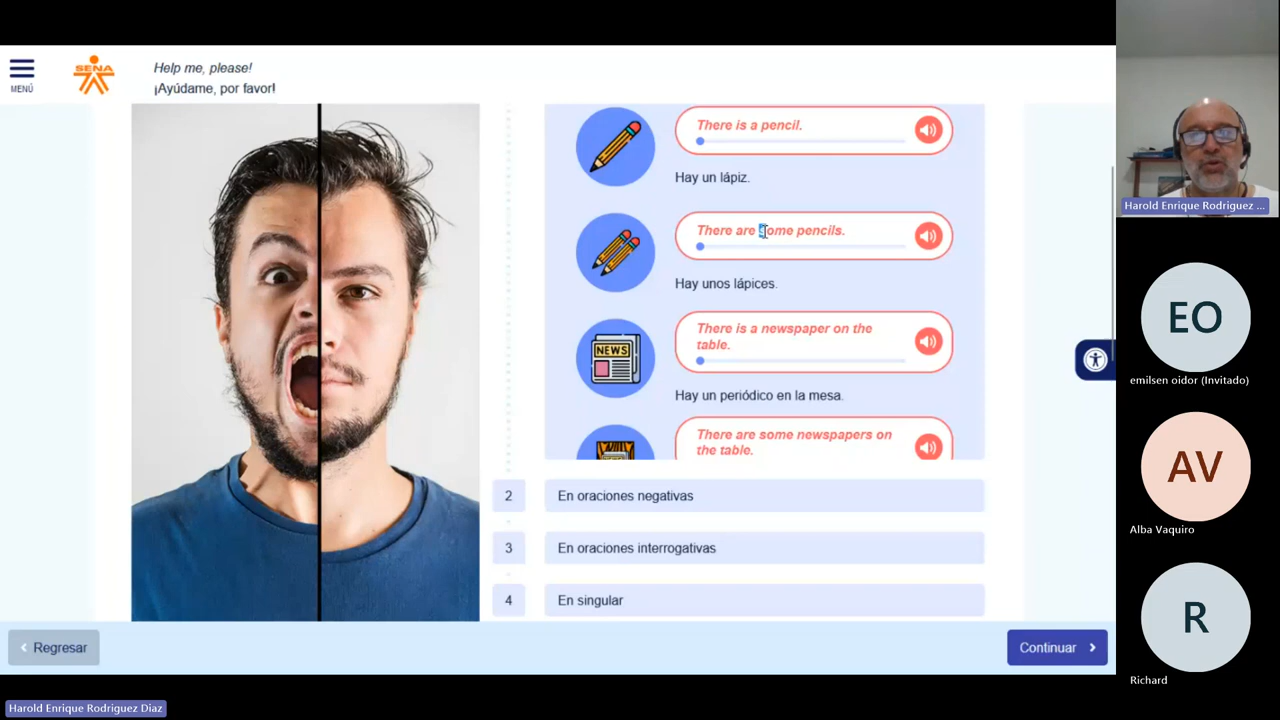 MENÚ
SENA
Help me, please!
¡Ayúdame, por favor!
There is a pencil.
Hay un lápiz.
There are some pencils.
Hay unos lápices.
NEWS
There is a newspaper on the
table.
Hay un periódico en la mesa.
There are some newspapers on
the table.
2
En oraciones negativas
3
En oraciones interrogativas
4
En singular
Regresar
Continuar
Harold Enrique Rodriguez ...
EO
emilsen oidor (Invitado)
AV
Alba Vaquiro
R
Richard
Harold Enrique Rodriguez Diaz